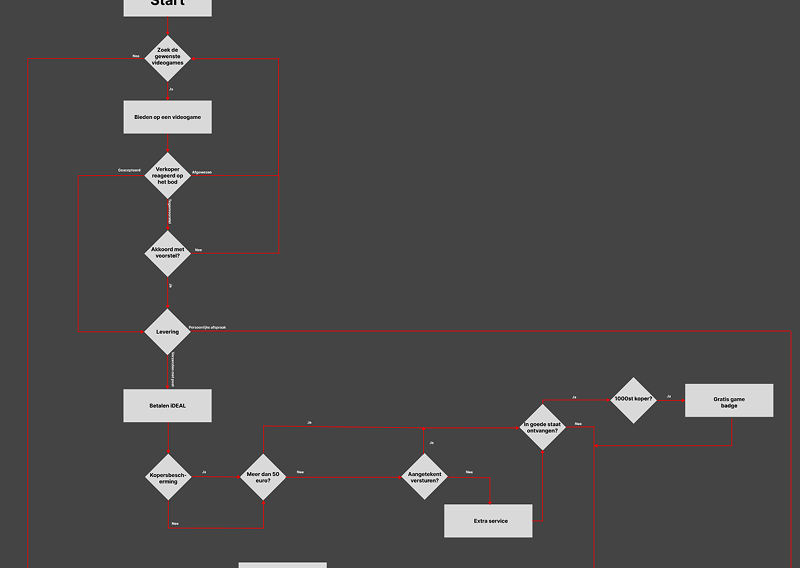 Start
Zoek de
gewenste
videogames
Nee
Ja
Bieden op een videogame
Verkoper
reageerd op
het bod
Geaccepteerd
Afgewezen
Tegenvoorstel
Akkoord met
voorstel?
Nee
Ja
Levering
Persoonlijke afspraak
Verzenden met post
Betalen iDEAL
Kopersbesch-
erming
Ja
Nee
Meer dan 50
euro?
Ja
Nee
Aangetekent
versturen?
Ja
Nee
Extra service
In goede staat
ontvangen?
Ja
Nee
1000st koper?
Ja
Gratis game
badge